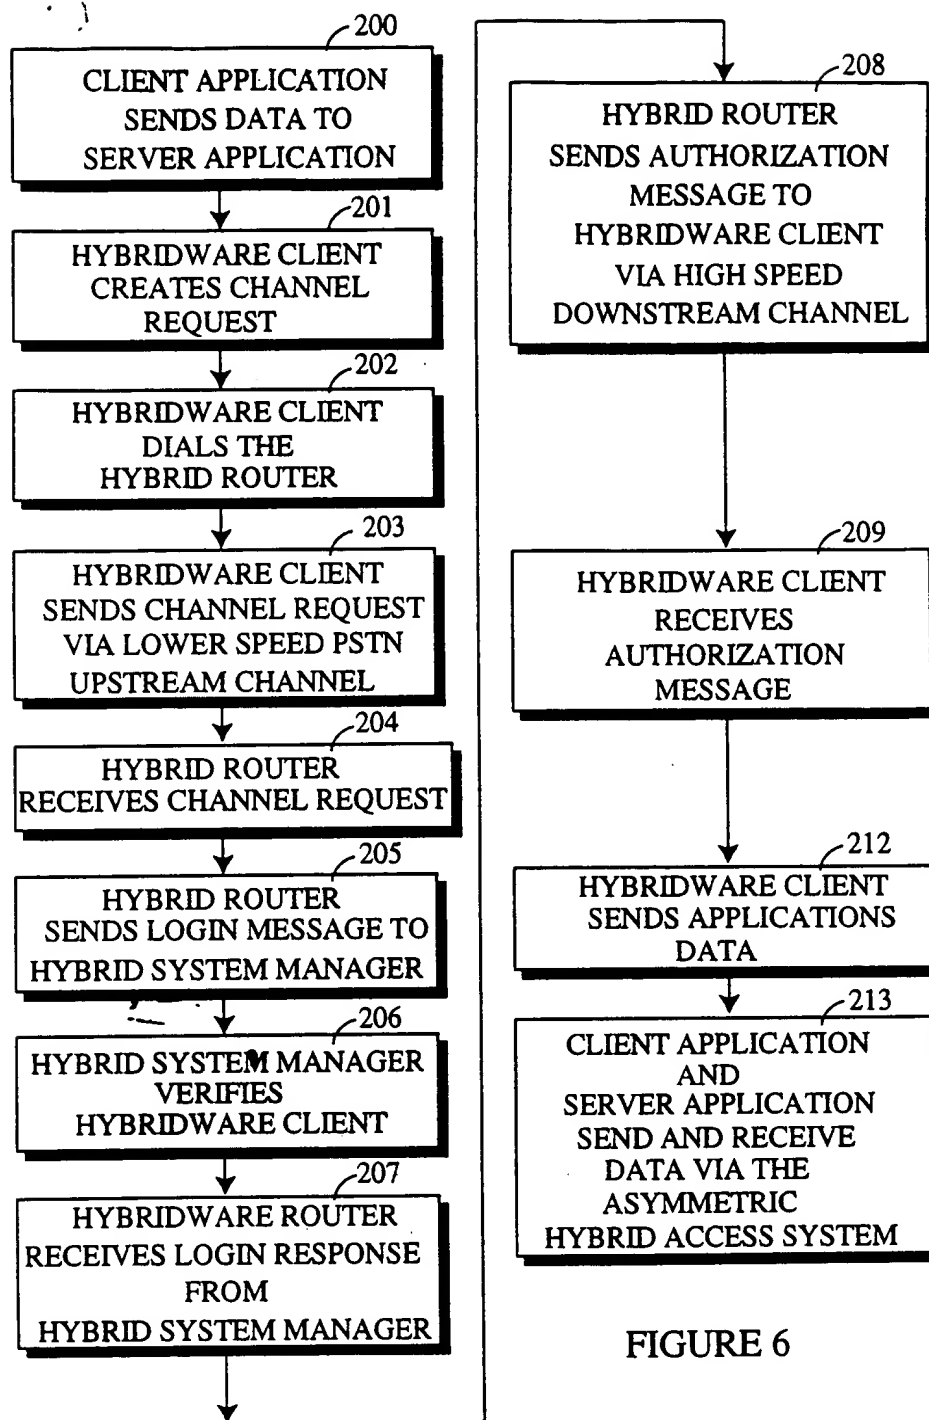 200
CLIENT APPLICATION
SENDS DATA TO
SERVER APPLICATION
201
HYBRIDWARE CLIENT
CREATES CHANNEL
REQUEST
202
HYBRIDWARE CLIENT
DIALS THE
HYBRID ROUTER
203
HYBRIDWARE CLIENT
SENDS CHANNEL REQUEST
VIA LOWER SPEED PSTN
UPSTREAM CHANNEL
204
HYBRID ROUTER
RECEIVES CHANNEL REQUEST
205
HYBRID ROUTER
SENDS LOGIN MESSAGE TO
HYBRID SYSTEM MANAGER
206
HYBRID SYSTEM MANAGER
VERIFIES
HYBRIDWARE CLIENT
207
HYBRIDWARE ROUTER
RECEIVES LOGIN RESPONSE
FROM
HYBRID SYSTEM MANAGER
208
HYBRID ROUTER
SENDS AUTHORIZATION
MESSAGE TO
HYBRIDWARE CLIENT
VIA HIGH SPEED
DOWNSTREAM CHANNEL
209
HYBRIDWARE CLIENT
RECEIVES
AUTHORIZATION
MESSAGE
212
HYBRIDWARE CLIENT
SENDS APPLICATIONS
DATA
213
CLIENT APPLICATION
AND
SERVER APPLICATION
SEND AND RECEIVE
DATA VIA THE
ASYMMETRIC
HYBRID ACCESS SYSTEM
FIGURE 6